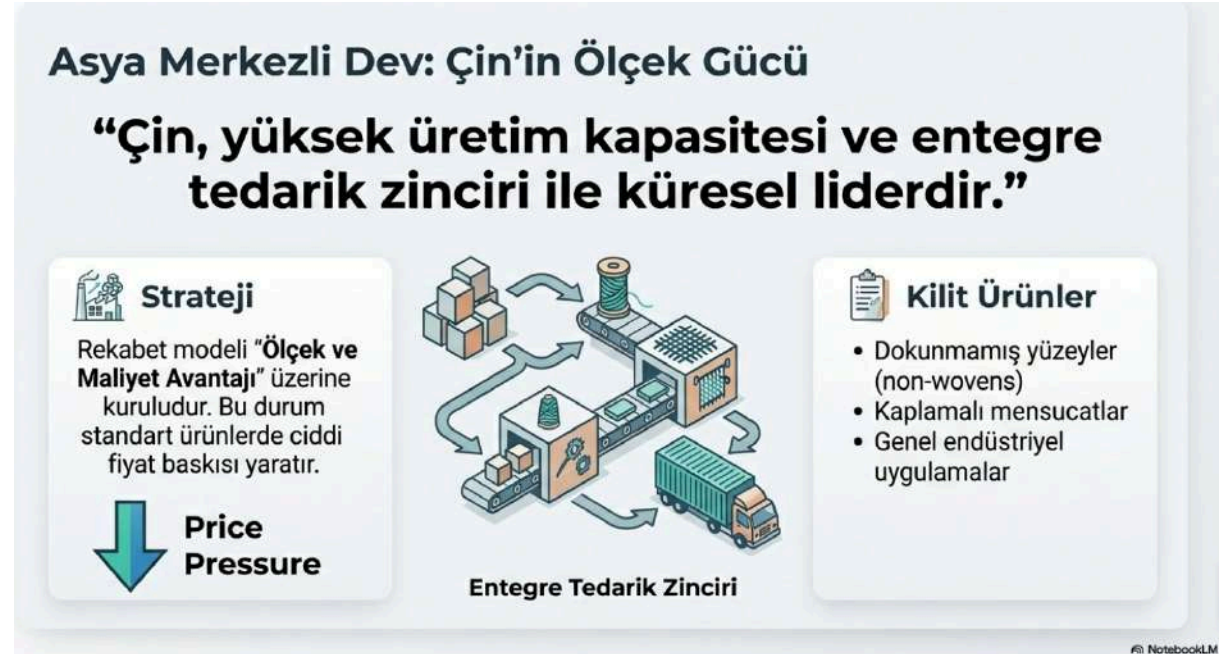 Asya Merkezli Dev: Çin’in Ölçek Gücü
“Çin, yüksek üretim kapasitesi ve entegre
tedarik zinciri ile küresel liderdir.”
Strateji
Rekabet modeli “Ölçek ve
Maliyet Avantajı” üzerine
kuruludur. Bu durum
standart ürünlerde ciddi
fiyat baskısı yaratır.
Price
Pressure
Entegre Tedarik Zinciri
Kilit Ürünler
• Dokunmamış yüzeyler
(non-wovens)
• Kaplamalı mensucatlar
• Genel endüstriyel
uygulamalar
NotebookLM